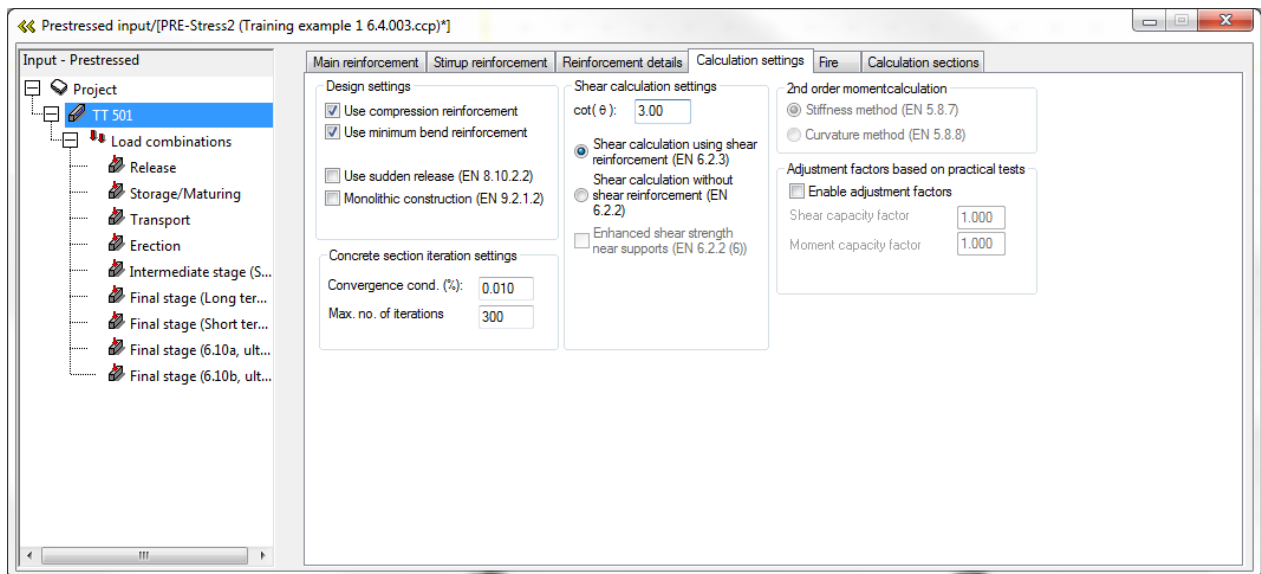 Prestressed input/[PRE-Stress2 (Training example 1 6.4.003.ccp)*]
Input - Prestressed
Project
TT 501
Load combinations
Release
Storage/Maturing
Transport
Erection
Intermediate stage (S...
Final stage (Long ter...
Final stage (Short ter...
Final stage (6.10a, ult...
Final stage (6.10b, ult...
Main reinforcement Stirrup reinforcement Reinforcement details Calculation settings Fire Calculation sections
Design settings
Use compression reinforcement
Use minimum bend reinforcement
Use sudden release (EN 8.10.2.2)
Monolithic construction (EN 9.2.1.2)
Concrete section iteration settings
Convergence cond. (%): 0.010
Max. no. of iterations 300
Shear calculation settings
cot( θ ): 3.00
Shear calculation using shear
reinforcement (EN 6.2.3)
Shear calculation without
shear reinforcement (EN
6.2.2)
Enhanced shear strength
near supports (EN 6.2.2 (6))
2nd order momentcalculation
Stiffness method (EN 5.8.7)
Curvature method (EN 5.8.8)
Adjustment factors based on practical tests
Enable adjustment factors
Shear capacity factor 1.000
Moment capacity factor 1.000